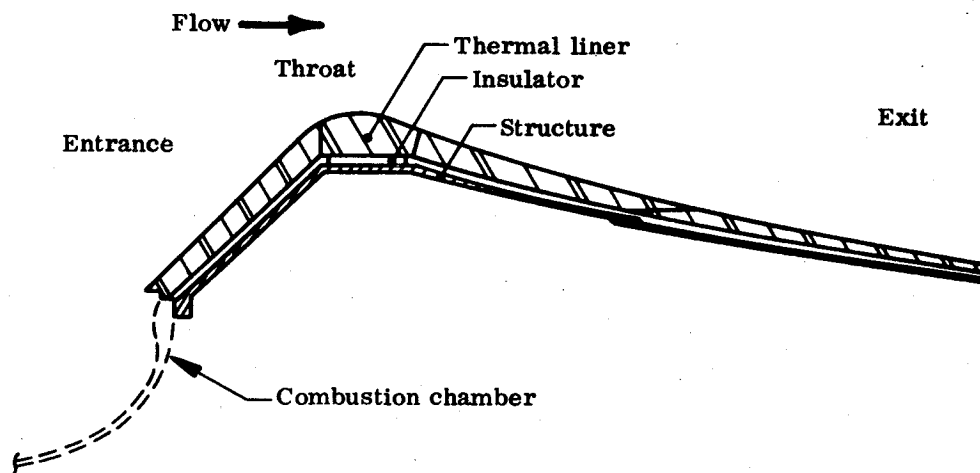 Flow
Thermal liner
Throat
Insulator
Exit
Structure
Entrance
Combustion chamber